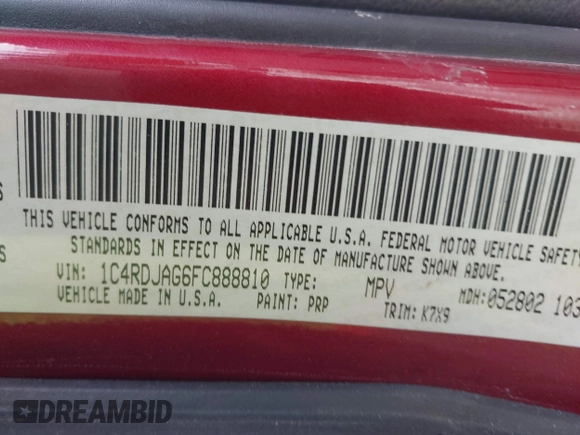 THIS VEHICLE CONFORMS TO ALL APPLICABLE U.S.A. FEDERAL MOTOR VEHICLE SAFETY
STANDARDS IN EFFECT ON THE DATE OF MANUFACTURE SHOWN ABOVE.
VIN: 1C4RDJAG6FC888810 TYPE: MPV MDH:052802 103
VEHICLE MADE IN U.S.A. PAINT: PRP TRIM: K7X9
DREAMBID